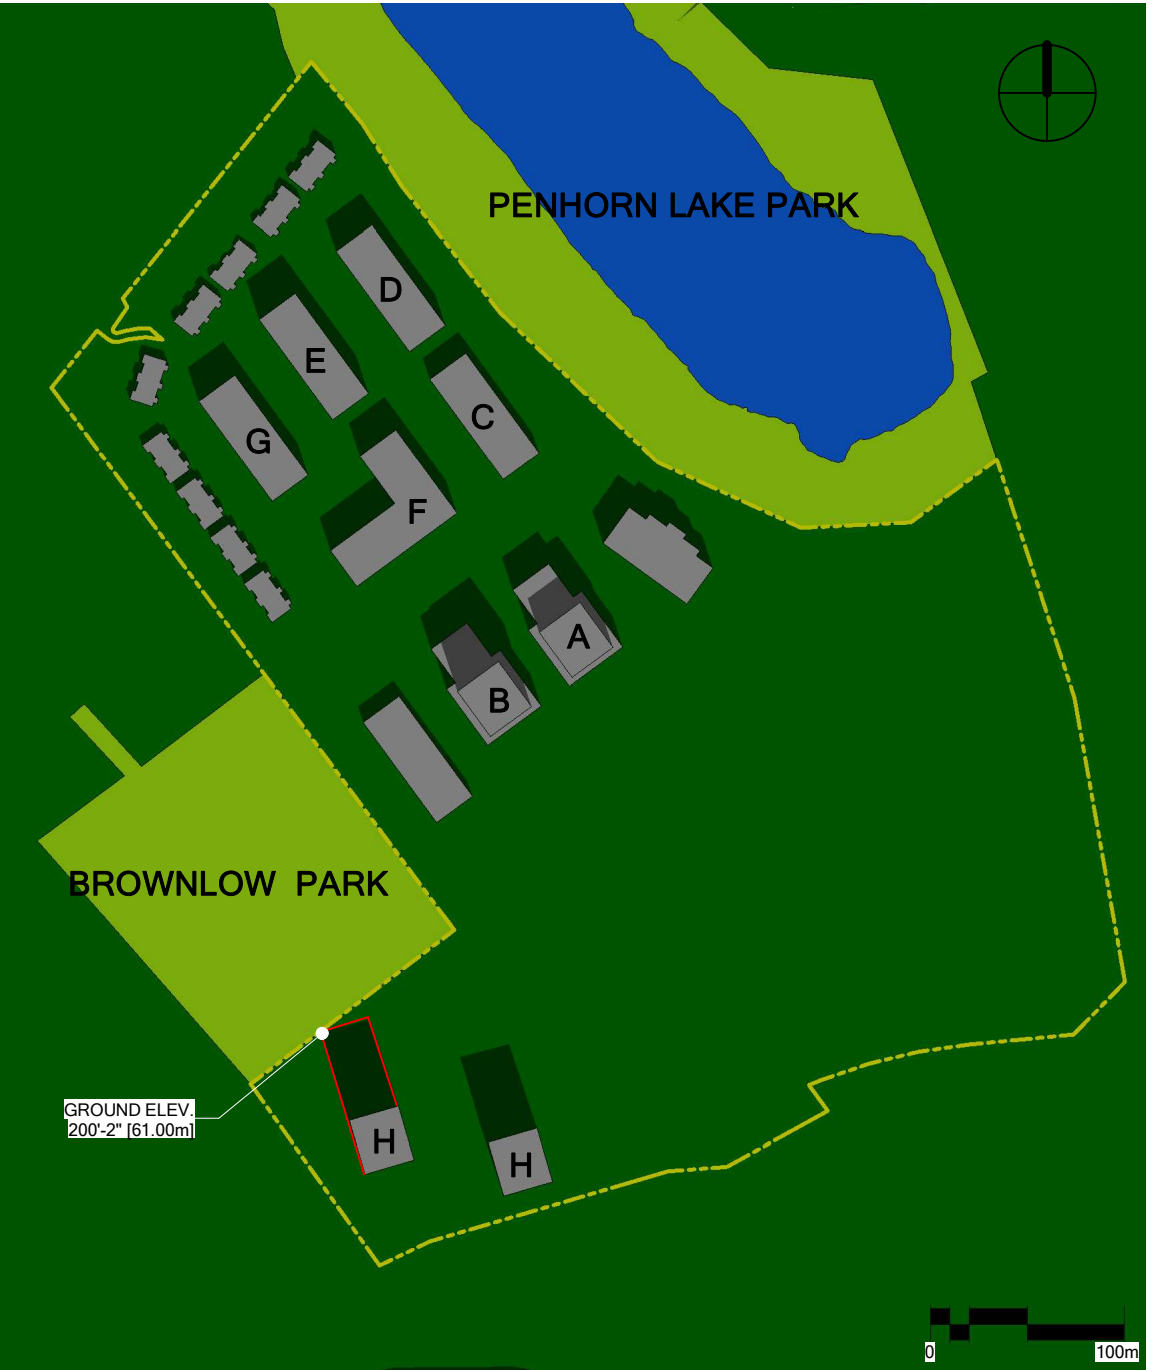 PENHORN LAKE PARK
D
E
C
G
F
A
B
BROWNLOW PARK
GROUND ELEV.
200'-2" [61.00m]
H
H
0 100m